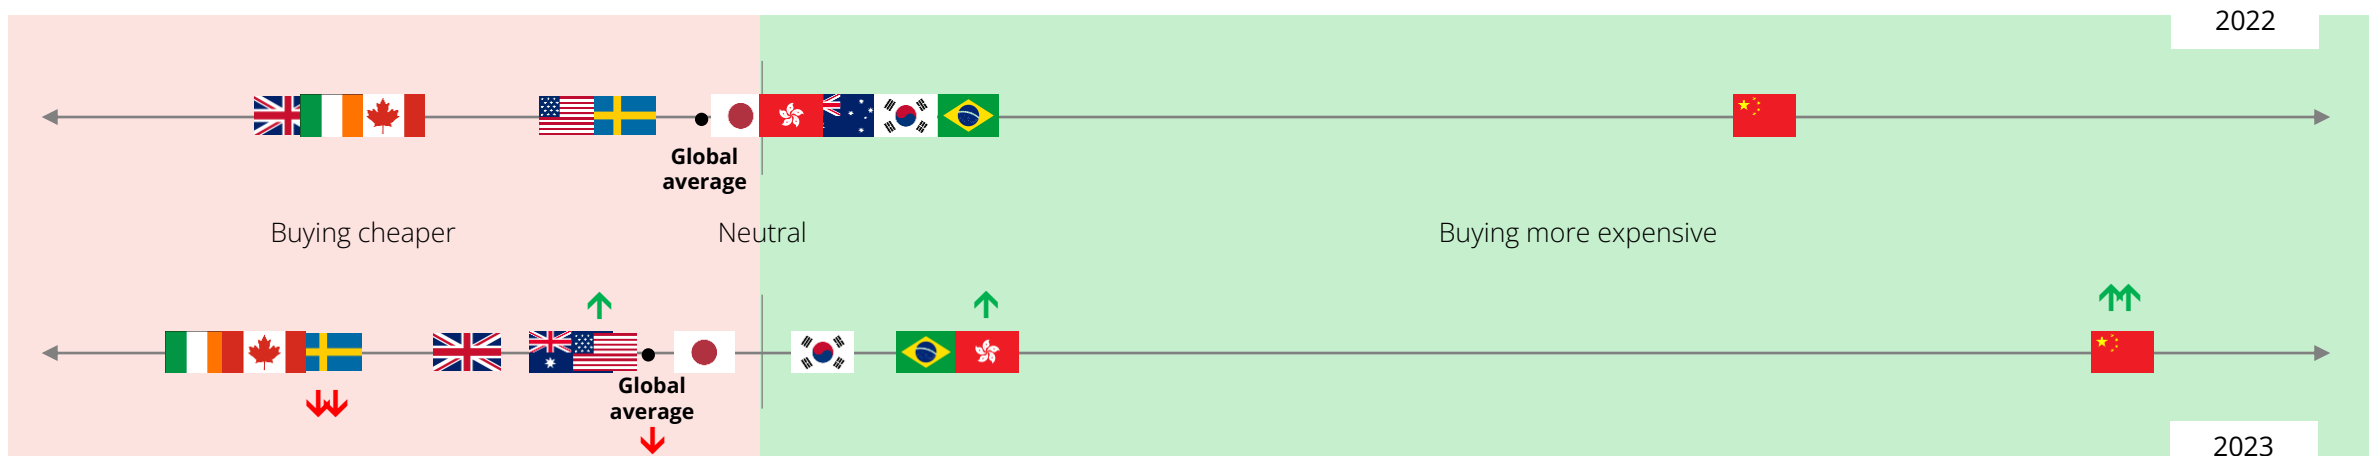 2022
Global
average
Buying cheaper
Neutral
Buying more expensive
Global
average
2023